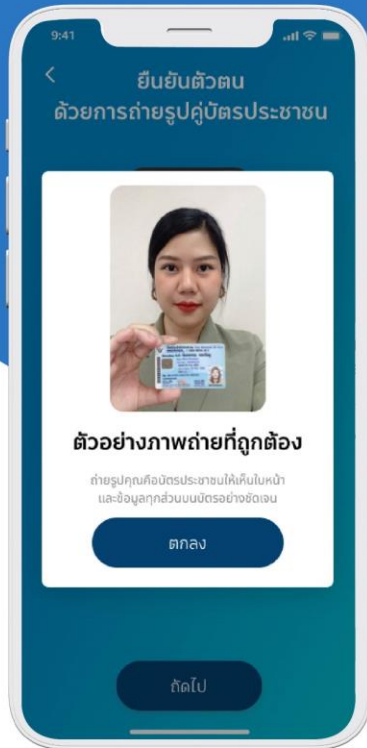 9:41
ยืนยันตัวตน
ด้วยการถ่ายรูปคู่บัตรประชาชน
ตัวอย่างภาพถ่ายที่ถูกต้อง
ถ่ายรูปคุณถือบัตรประชาชนให้เห็นใบหน้า
และข้อมูลทุกส่วนบนบัตรอย่างชัดเจน
ตกลง
ถัดไป